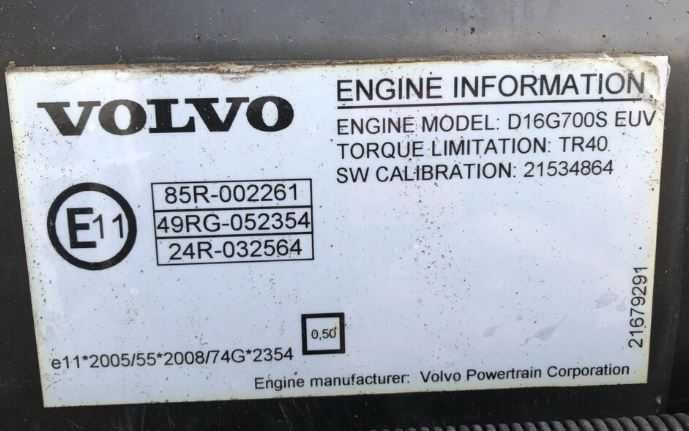 VOLVO
ENGINE INFORMATION
ENGINE MODEL: D16G700S EUV
TORQUE LIMITATION: TR40
SW CALIBRATION: 21534864
E11
85R-002261
49RG-052354
24R-032564
21679291
0,50
e11*2005/55*2008/74G*2354
Engine manufacturer: Volvo Powertrain Corporation